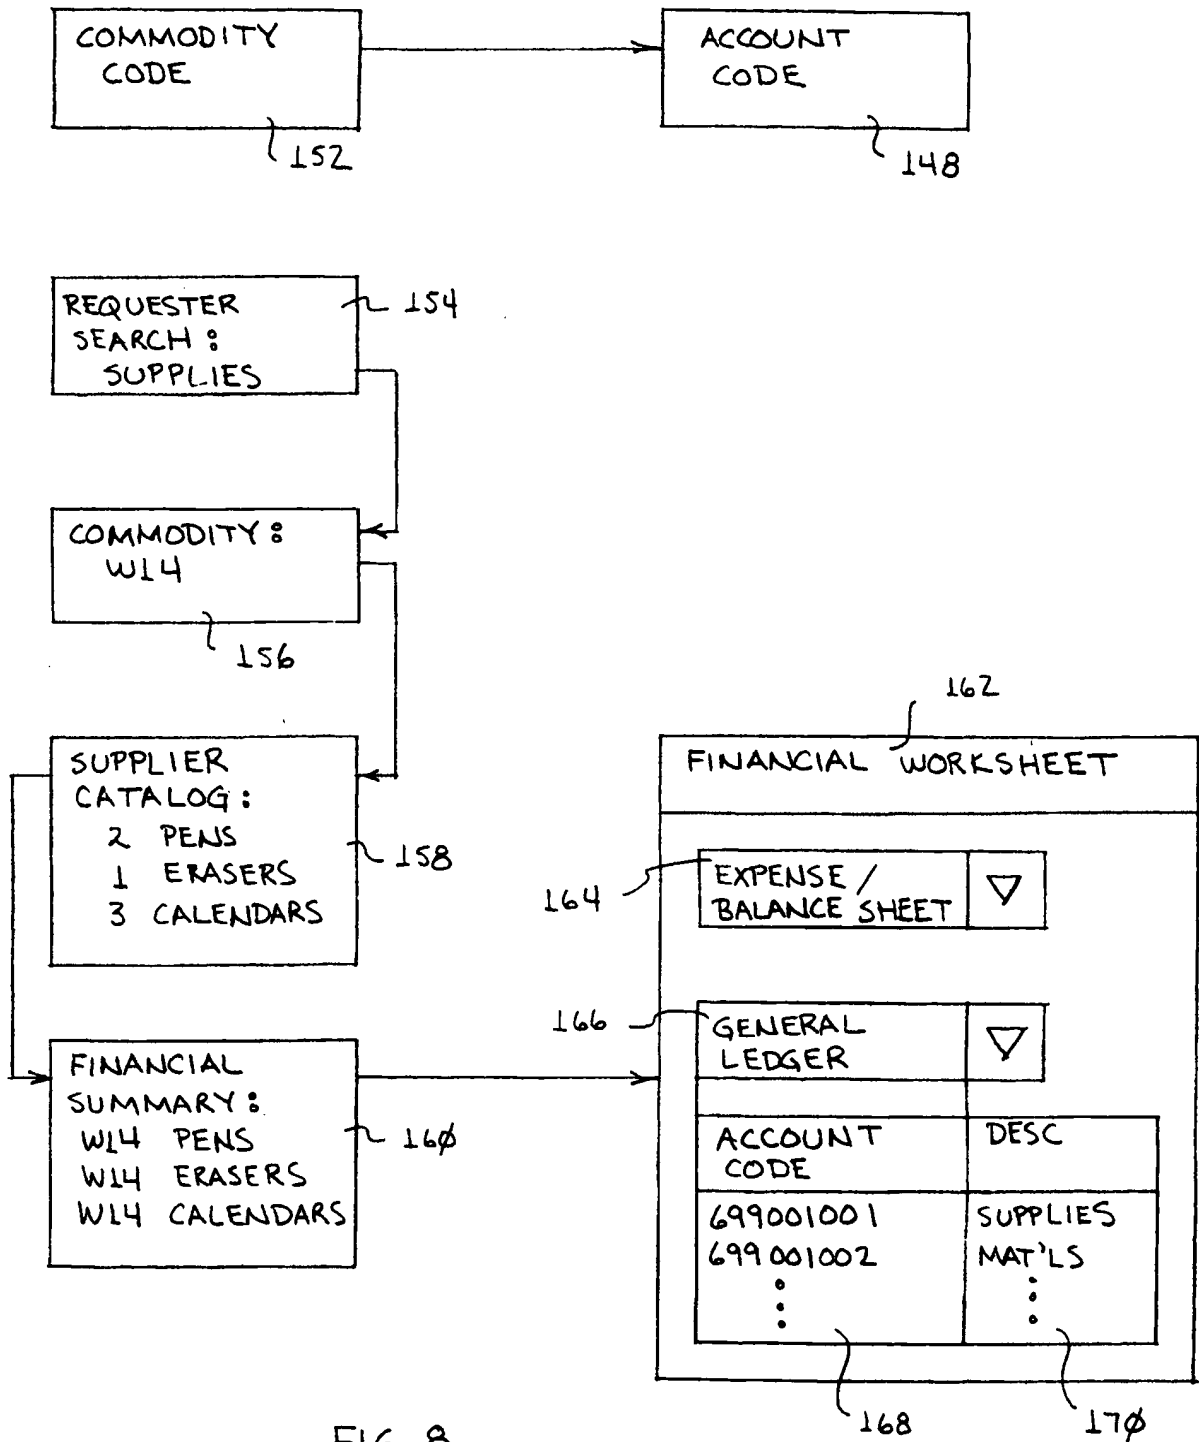 COMMODITY
CODE
152
ACCOUNT
CODE
148
REQUESTER
SEARCH :
SUPPLIES
154
COMMODITY :
W14
156
SUPPLIER
CATALOG :
2 PENS
1 ERASERS
3 CALENDARS
158
FINANCIAL
SUMMARY :
W14 PENS
W14 ERASERS
W14 CALENDARS
160
162
FINANCIAL WORKSHEET
164
EXPENSE /
BALANCE SHEET
166
GENERAL
LEDGER
ACCOUNT
CODE
DESC
699001001 SUPPLIES
699001002 MAT'LS
168
170
FIG. 8